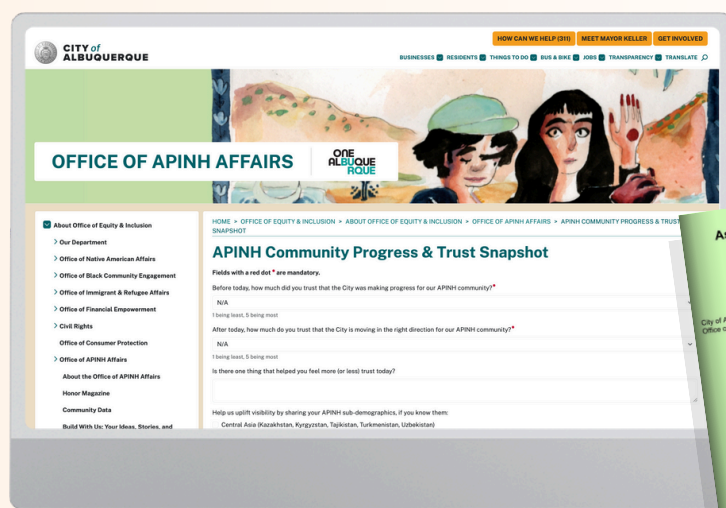 HOW CAN WE HELP (311) MEET MAYOR KELLER GET INVOLVED
CITY of
ALBUQUERQUE
BUSINESSES RESIDENTS THINGS TO DO BUS & BIKE JOBS TRANSPARENCY TRANSLATE
OFFICE OF APINH AFFAIRS
ONE
ALBUQUE
RQUE
About Office of Equity & Inclusion
Our Department
Office of Native American Affairs
Office of Black Community Engagement
Office of Immigrant & Refugee Affairs
Office of Financial Empowerment
Civil Rights
Office of Consumer Protection
Office of APINH Affairs
About the Office of APINH Affairs
Honor Magazine
Community Data
Build With Us: Your Ideas, Stories, and
HOME > OFFICE OF EQUITY & INCLUSION > ABOUT OFFICE OF EQUITY & INCLUSION > OFFICE OF APINH AFFAIRS > APINH COMMUNITY PROGRESS & TRUST
SNAPSHOT
APINH Community Progress & Trust Snapshot
Fields with a red dot • are mandatory.
Before today, how much did you trust that the City was making progress for our APINH community?•
N/A
1 being least, 5 being most
After today, how much do you trust that the City is moving in the right direction for our APINH community?•
N/A
1 being least, 5 being most
Is there one thing that helped you feel more (or less) trust today?
Help us uplift visibility by sharing your APINH sub-demographics, if you know them:
Central Asia (Kazakhstan, Kyrgyzstan, Tajikistan, Turkmenistan, Uzbekistan)
City of
Office